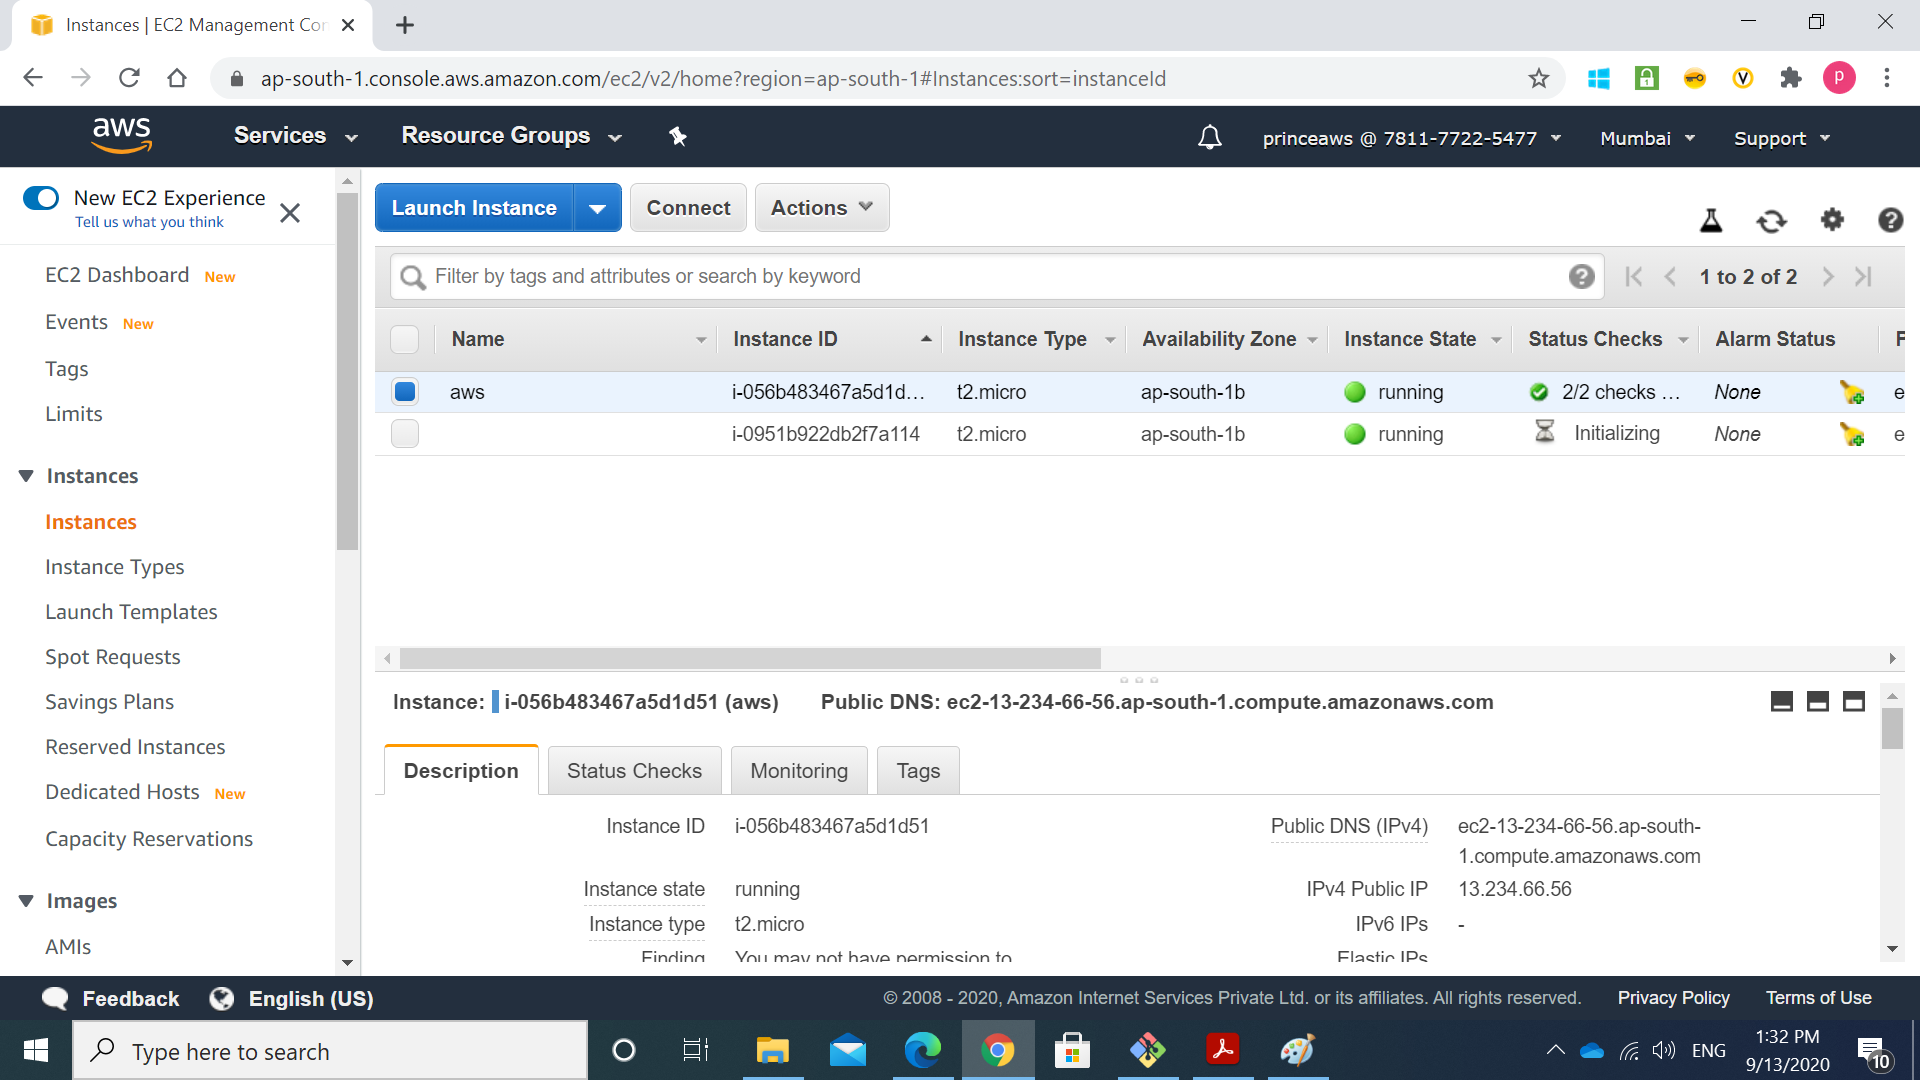 Instances | EC2 Management Con
ap-south-1.console.aws.amazon.com/ec2/v2/home?region=ap-south-1#Instances:sort=instanceId
p
aws
Services
Resource Groups
princeaws @ 7811-7722-5477
Mumbai
Support
New EC2 Experience
Tell us what you think
EC2 Dashboard New
Events New
Tags
Limits
Instances
Instances
Instance Types
Launch Templates
Spot Requests
Savings Plans
Reserved Instances
Dedicated Hosts New
Capacity Reservations
Images
AMIs
Launch Instance
Connect
Actions
Filter by tags and attributes or search by keyword
1 to 2 of 2
Name Instance ID Instance Type Availability Zone Instance State Status Checks Alarm Status
aws i-056b483467a5d1d... t2.micro ap-south-1b running 2/2 checks ... None e
i-0951b922db2f7a114 t2.micro ap-south-1b running Initializing None e
Instance: i-056b483467a5d1d51 (aws) Public DNS: ec2-13-234-66-56.ap-south-1.compute.amazonaws.com
Description Status Checks Monitoring Tags
Instance ID i-056b483467a5d1d51
Instance state running
Instance type t2.micro
Finding You may not have permission to
Public DNS (IPv4) ec2-13-234-66-56.ap-south-
1.compute.amazonaws.com
IPv4 Public IP 13.234.66.56
IPv6 IPs -
Elastic IPs
Feedback
English (US)
© 2008 - 2020, Amazon Internet Services Private Ltd. or its affiliates. All rights reserved.
Privacy Policy
Terms of Use
Type here to search
ENG
1:32 PM
9/13/2020
10